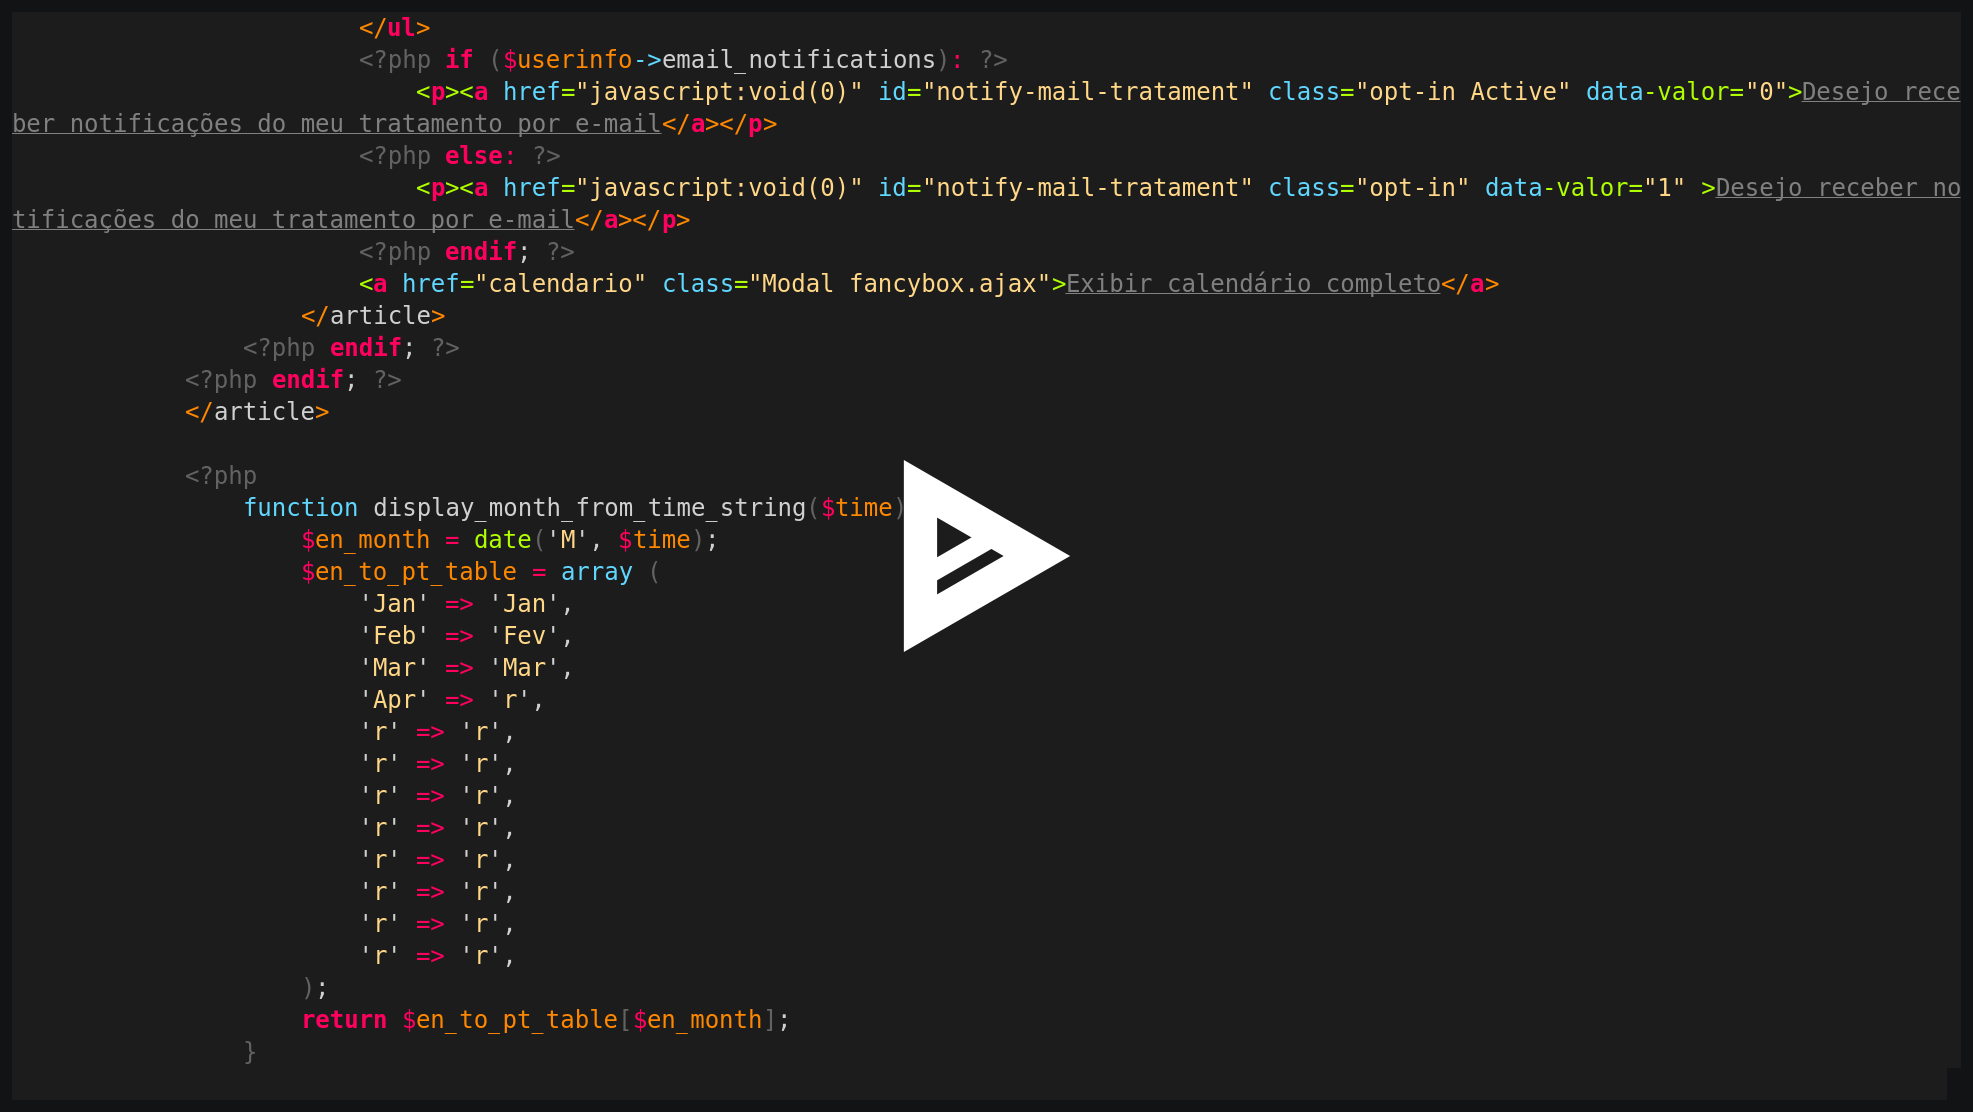 </ul>
<?php if ($userinfo->email_notifications): ?>
<p><a href="javascript:void(0)" id="notify-mail-tratament" class="opt-in Active" data-valor="0">Desejo rece
ber notificações do meu tratamento por e-mail</a></p>
<?php else: ?>
<p><a href="javascript:void(0)" id="notify-mail-tratament" class="opt-in" data-valor="1" >Desejo receber no
tificações do meu tratamento por e-mail</a></p>
<?php endif; ?>
<a href="calendario" class="Modal fancybox.ajax">Exibir calendário completo</a>
</article>
<?php endif; ?>
<?php endif; ?>
</article>
<?php
function display_month_from_time_string($time)
$en_month = date('M', $time);
$en_to_pt_table = array (
'Jan' => 'Jan',
'Feb' => 'Fev',
'Mar' => 'Mar',
'Apr' => 'r',
'r' => 'r',
'r' => 'r',
'r' => 'r',
'r' => 'r',
'r' => 'r',
'r' => 'r',
'r' => 'r',
'r' => 'r',
);
return $en_to_pt_table[$en_month];
}